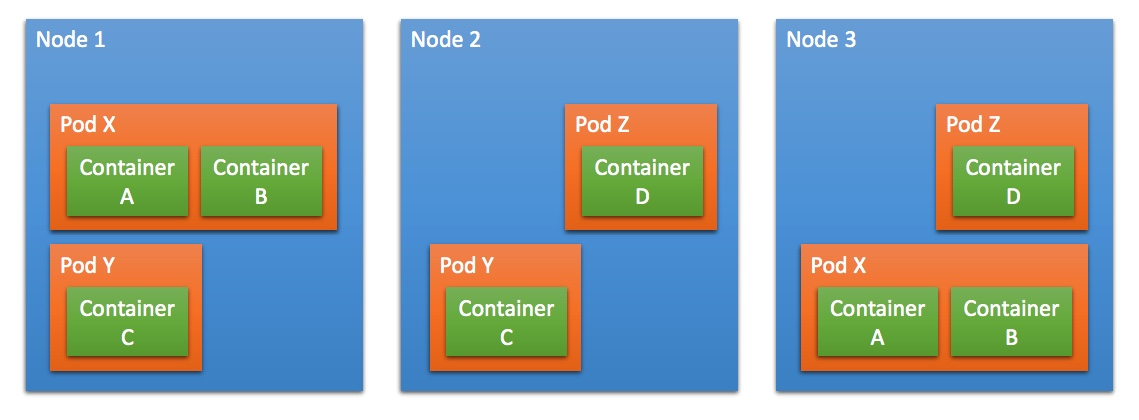 Node 1
Pod X
Container
A
Container
B
Pod Y
Container
C
Node 2
Pod Z
Container
D
Pod Y
Container
C
Node 3
Pod Z
Container
D
Pod X
Container
A
Container
B